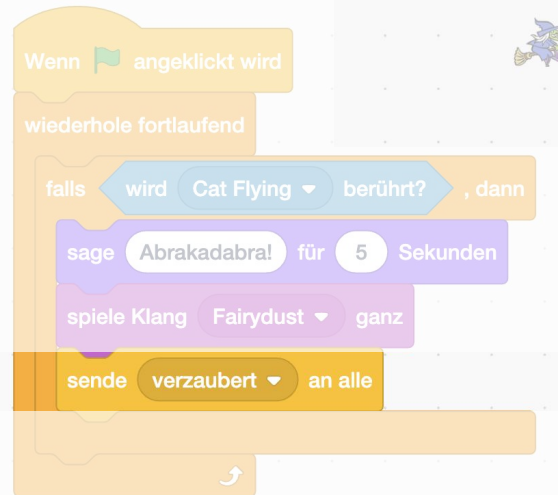 Wenn angeklickt wird
wiederhole fortlaufend
falls wird Cat Flying berührt? , dann
sage Abrakadabra! für 5 Sekunden
spiele Klang Fairydust ganz
sende verzaubert an alle